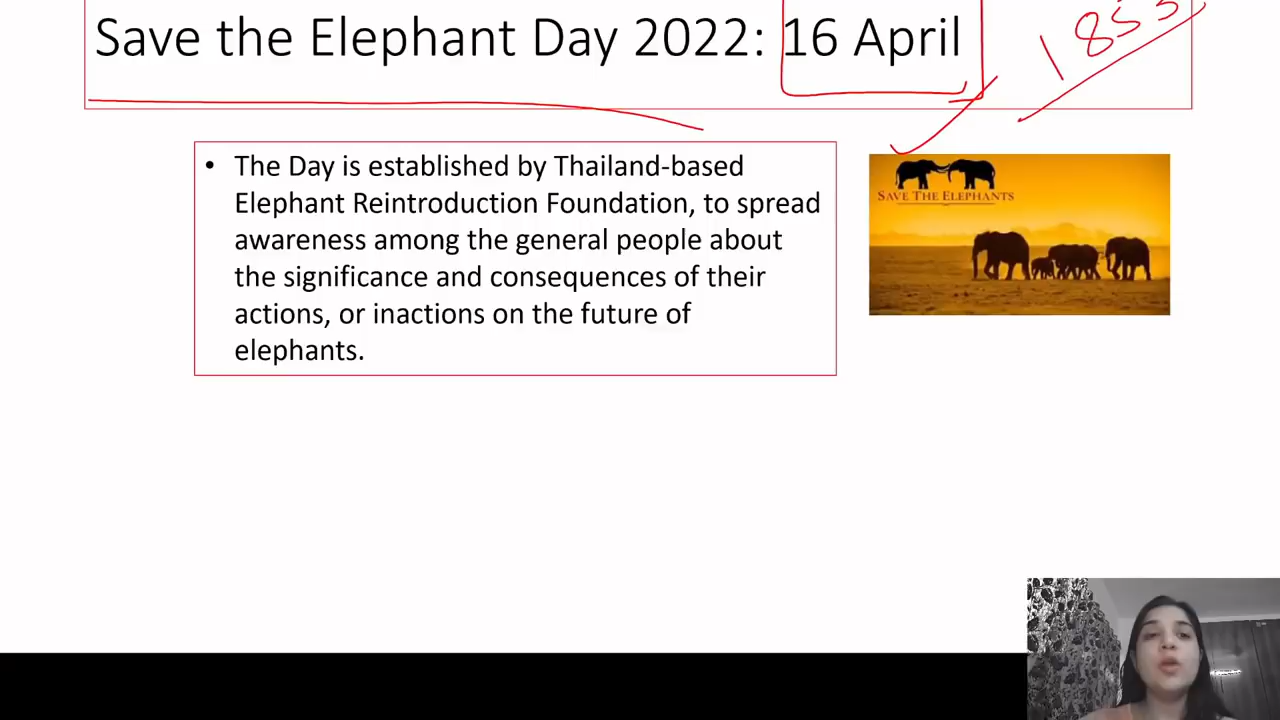 Save the Elephant Day 2022: 16 April
1853
• The Day is established by Thailand-based
Elephant Reintroduction Foundation, to spread
awareness among the general people about
the significance and consequences of their
actions, or inactions on the future of
elephants.
SAVE THE ELEPHANTS